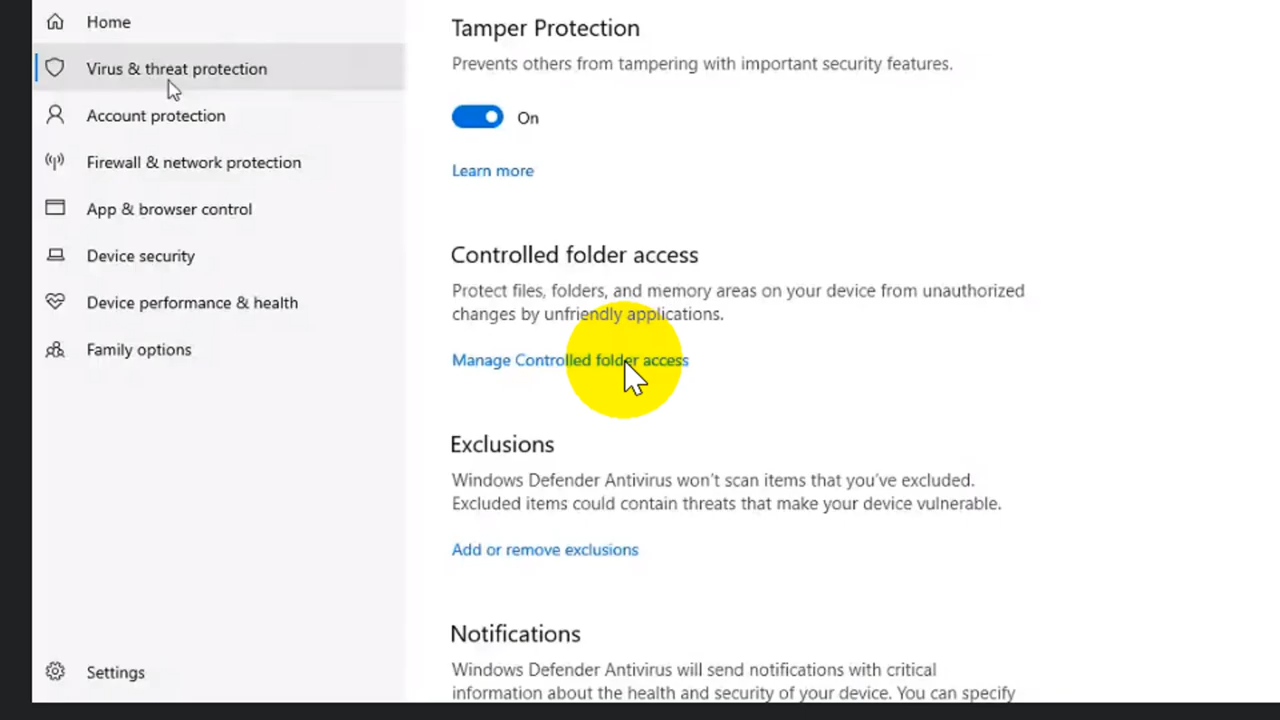 Home
Virus & threat protection
Account protection
Firewall & network protection
App & browser control
Device security
Device performance & health
Family options
Settings
Tamper Protection
Prevents others from tampering with important security features.
On
Learn more
Controlled folder access
Protect files, folders, and memory areas on your device from unauthorized
changes by unfriendly applications.
Manage Controlled folder access
Exclusions
Windows Defender Antivirus won't scan items that you've excluded.
Excluded items could contain threats that make your device vulnerable.
Add or remove exclusions
Notifications
Windows Defender Antivirus will send notifications with critical
information about the health and security of your device. You can specify